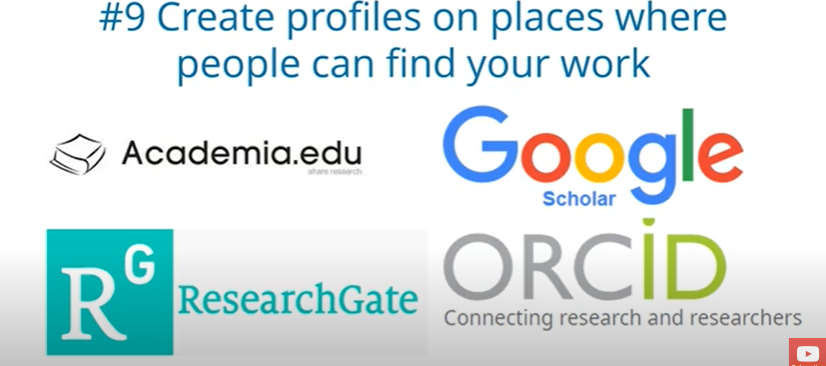 #9 Create profiles on places where
people can find your work
Academia.edu
share research
Google
Scholar
RG
ResearchGate
ORCiD
Connecting research and researchers